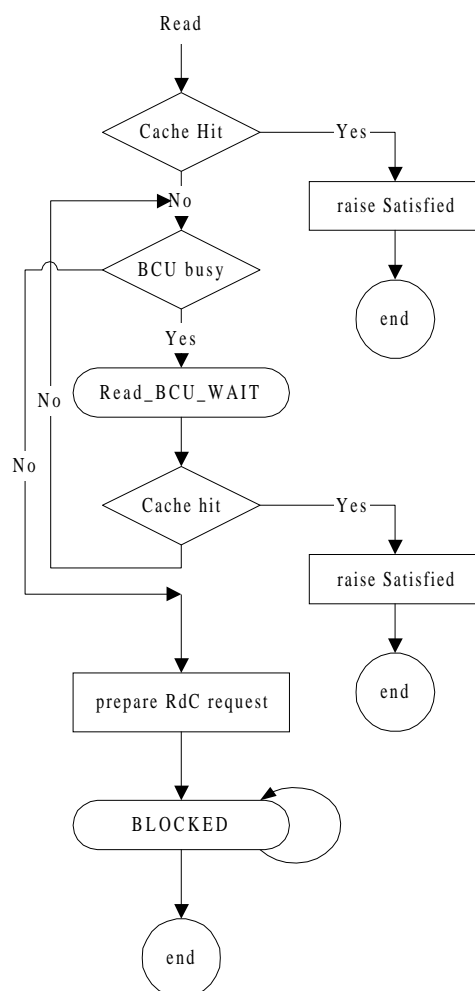 Read
Cache Hit
Yes
No
raise Satisfied
BCU busy
end
Yes
Read_BCU_WAIT
No
No
Cache hit
Yes
raise Satisfied
end
prepare RdC request
BLOCKED
end